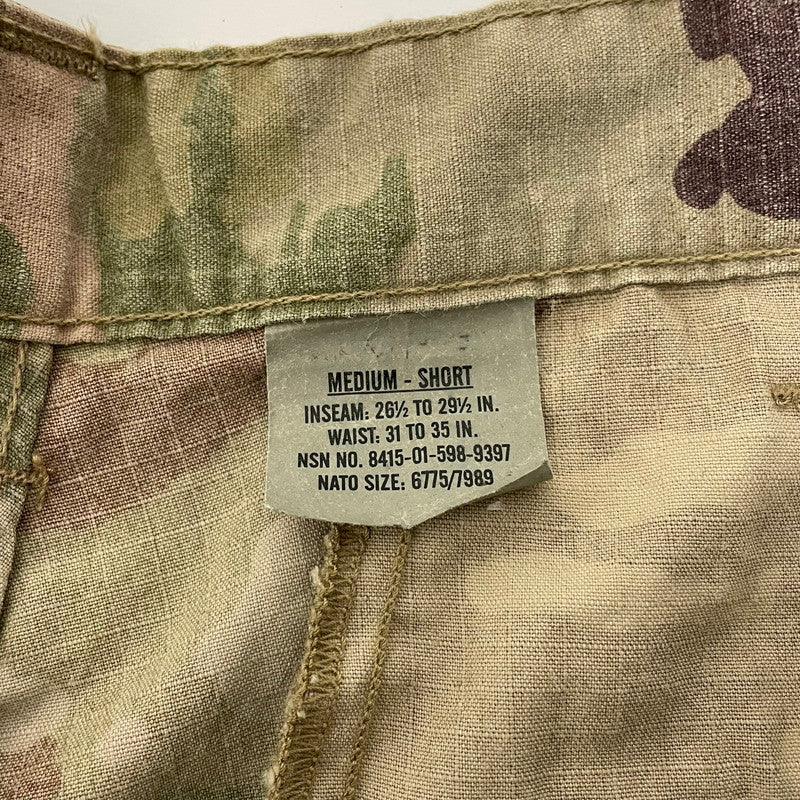 MEDIUM - SHORT
INSEAM: 26½ TO 29½ IN.
WAIST: 31 TO 35 IN.
NSN NO. 8415-01-598-9397
NATO SIZE: 6775/7989